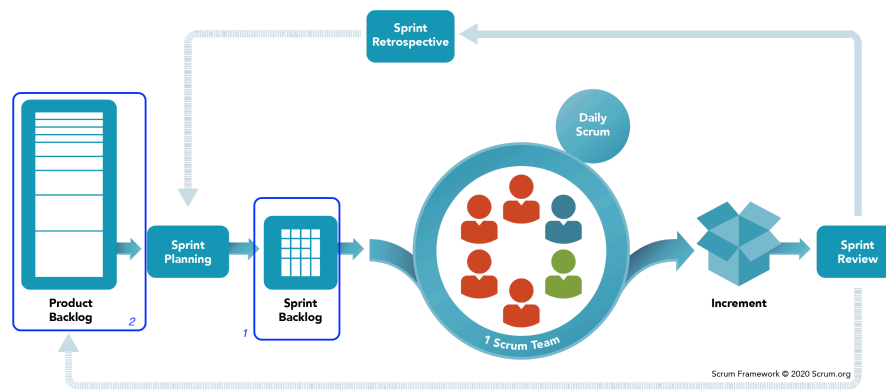 Sprint
Retrospective
Daily
Scrum
Sprint
Planning
Sprint
Review
Product
Backlog
2
1
Sprint
Backlog
Increment
1 Scrum Team
Scrum Framework © 2020 Scrum.org